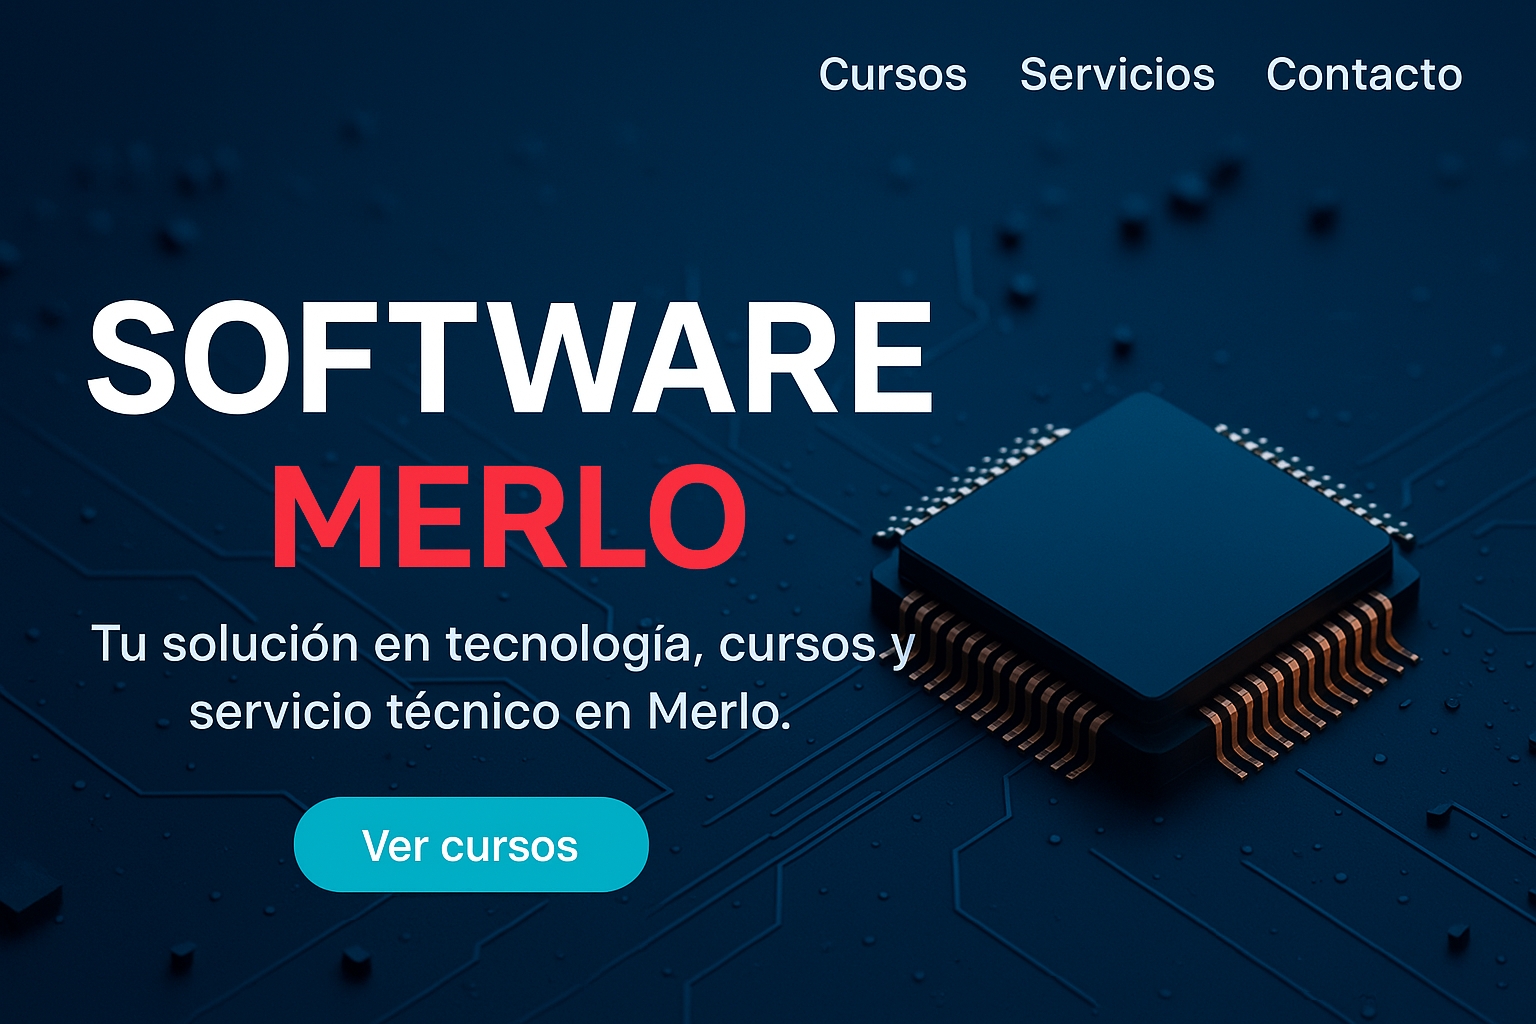 Cursos Servicios Contacto
SOFTWARE
MERLO
Tu solución en tecnología, cursos y
servicio técnico en Merlo.
Ver cursos